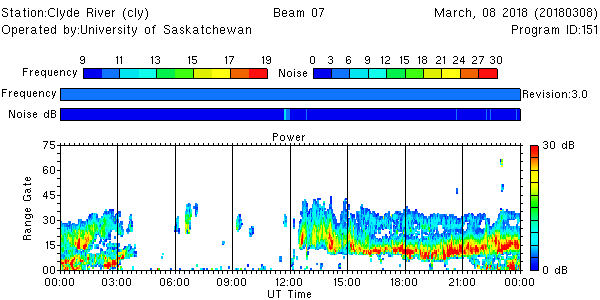 Station:Clyde River (cly) Beam 07 March, 08 2018 (20180308)
Operated by:University of Saskatchewan Program ID:151
9 11 13 15 17 19 0 3 6 9 12 15 18 21 24 27 30
Frequency Noise
Frequency Revision:3.0
Noise dB
Power
75 30 dB
60
45
30
15
00 0 dB
Range Gate
00:00 03:00 06:00 09:00 12:00 15:00 18:00 21:00 00:00
UT Time